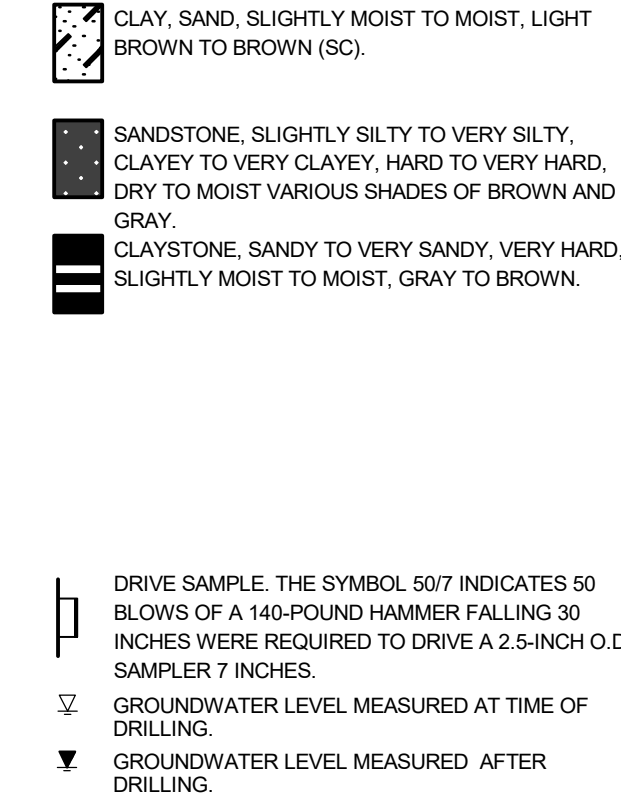 CLAY, SAND, SLIGHTLY MOIST TO MOIST, LIGHT
BROWN TO BROWN (SC).
SANDSTONE, SLIGHTLY SILTY TO VERY SILTY,
CLAYEY TO VERY CLAYEY, HARD TO VERY HARD,
DRY TO MOIST VARIOUS SHADES OF BROWN AND
GRAY.
CLAYSTONE, SANDY TO VERY SANDY, VERY HARD,
SLIGHTLY MOIST TO MOIST, GRAY TO BROWN.
DRIVE SAMPLE. THE SYMBOL 50/7 INDICATES 50
BLOWS OF A 140-POUND HAMMER FALLING 30
INCHES WERE REQUIRED TO DRIVE A 2.5-INCH O.D
SAMPLER 7 INCHES.
GROUNDWATER LEVEL MEASURED AT TIME OF
DRILLING.
GROUNDWATER LEVEL MEASURED AFTER
DRILLING.